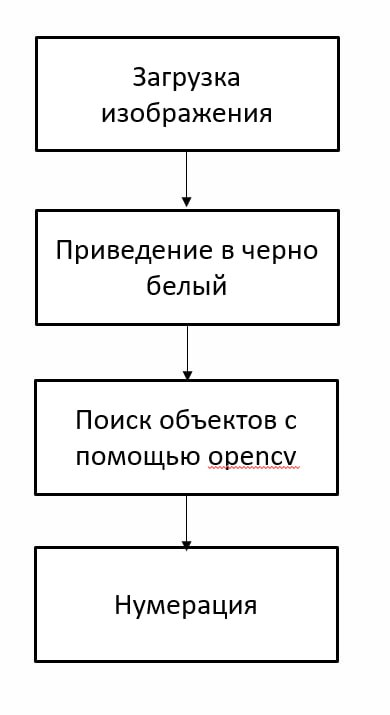 Загрузка
изображения
Приведение в черно
белый
Поиск объектов с
помощью opencv
Нумерация